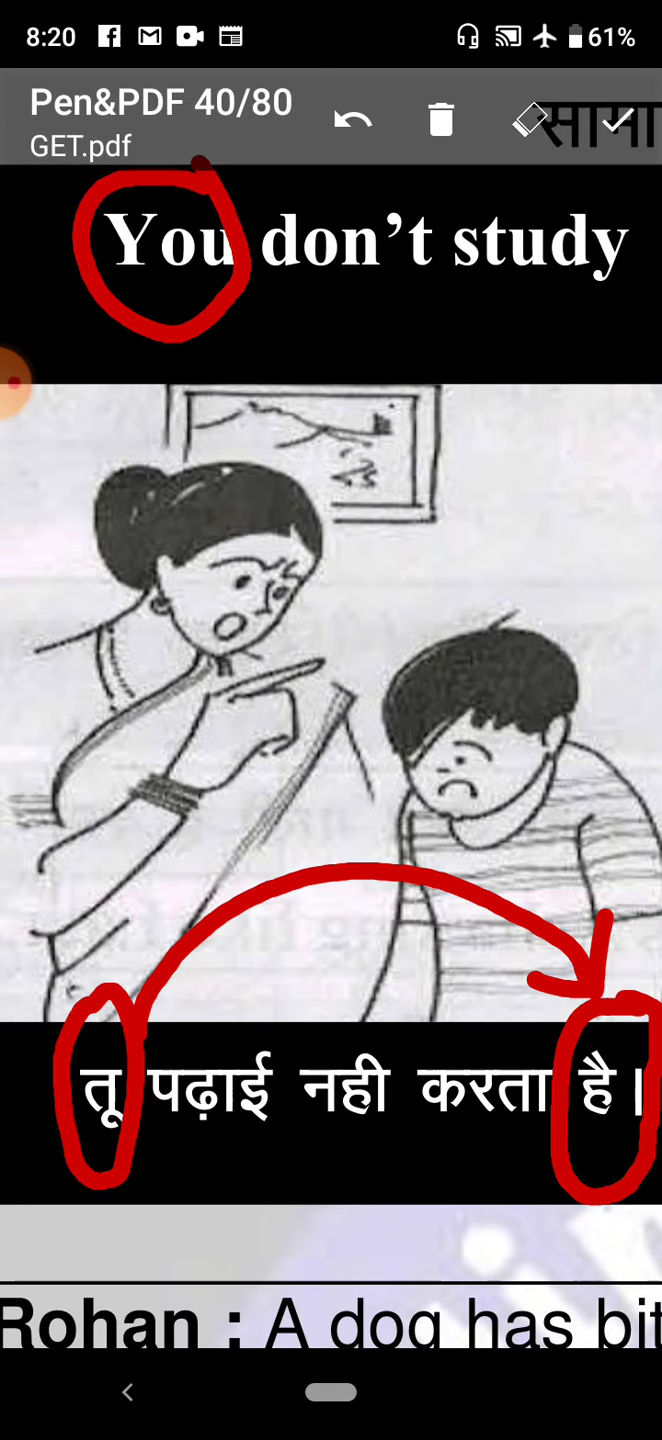 8:20 61%
Pen&PDF 40/80
GET.pdf
सामा
You don't study
तू पढ़ाई नही करता है।
Rohan : A dog has bit